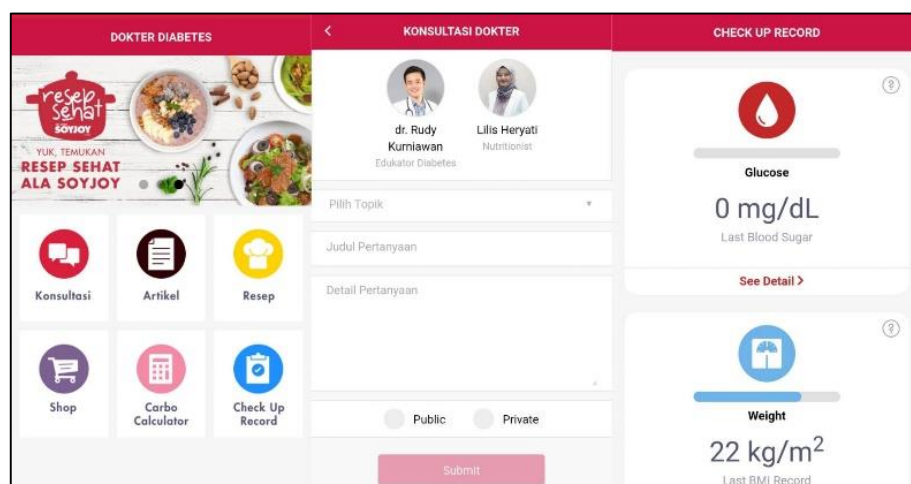 DOKTER DIABETES
resep
sehat
ala
SOYJOY
YUK, TEMUKAN
RESEP SEHAT
ALA SOYJOY
Konsultasi
Artikel
Resep
Shop
Carbo
Calculator
Check Up
Record
KONSULTASI DOKTER
dr. Rudy
Kurniawan
Edukator Diabetes
Lilis Heryati
Nutritionist
Pilih Topik
Judul Pertanyaan
Detail Pertanyaan
Public
Private
Submit
CHECK UP RECORD
?
Glucose
0 mg/dL
Last Blood Sugar
See Detail >
?
Weight
22 kg/m²
Last BMI Record